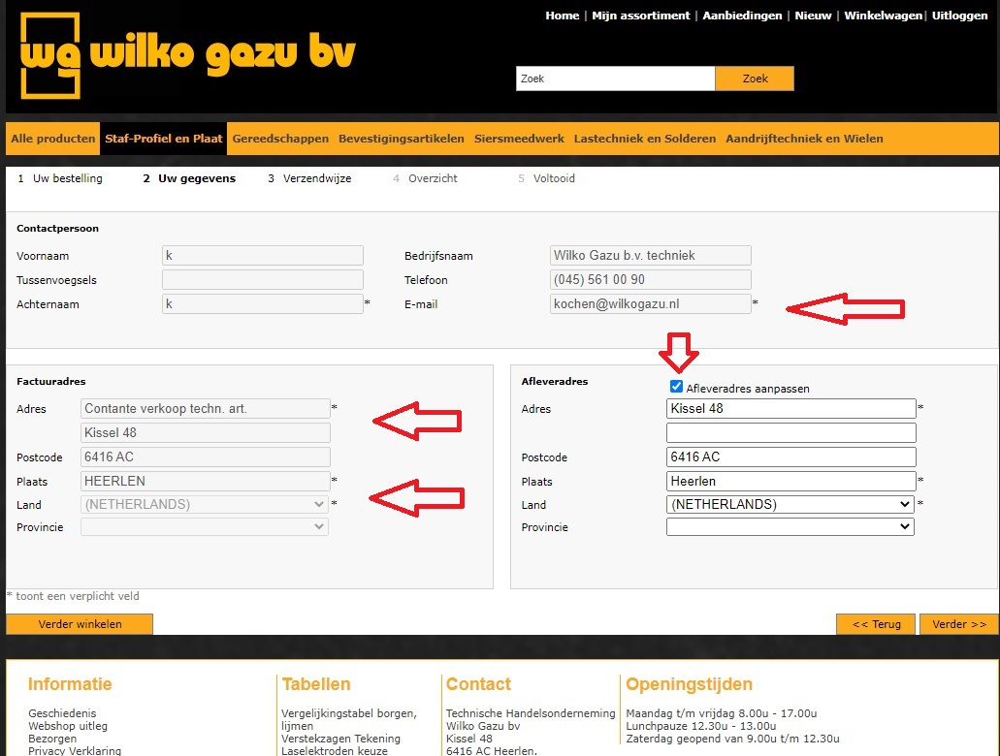 Home | Mijn assortiment | Aanbiedingen | Nieuw | Winkelwagen | Uitloggen
wg wilko gazu bv
Zoek Zoek
Alle producten Staf-Profiel en Plaat Gereedschappen Bevestigingsartikelen Siersmeedwerk Lastechniek en Solderen Aandrijftechniek en Wielen
1 Uw bestelling 2 Uw gegevens 3 Verzendwijze 4 Overzicht 5 Voltooid
Contactpersoon
Voornaam k Bedrijfsnaam Wilko Gazu b.v. techniek
Tussenvoegsels Telefoon (045) 561 00 90
Achternaam k * E-mail kochen@wilkogazu.nl *
Factuuradres Afleveradres
Afleveradres aanpassen
Adres Contante verkoop techn. art. * Adres Kissel 48 *
Kissel 48
Postcode 6416 AC Postcode 6416 AC
Plaats HEERLEN * Plaats Heerlen *
Land (NETHERLANDS) * Land (NETHERLANDS) *
Provincie Provincie
* toont een verplicht veld
Verder winkelen << Terug Verder >>
Informatie Tabellen Contact Openingstijden
Geschiedenis Vergelijkingstabel borgen, Technische Handelsonderneming Maandag t/m vrijdag 8.00u - 17.00u
Webshop uitleg lijmen Wilko Gazu bv Lunchpauze 12.30u - 13.00u
Bezorgen Verstekzagen Tekening Kissel 48 Zaterdag geopend van 9.00u t/m 12.30u
Privacy Verklaring Laselektroden keuze 6416 AC Heerlen.